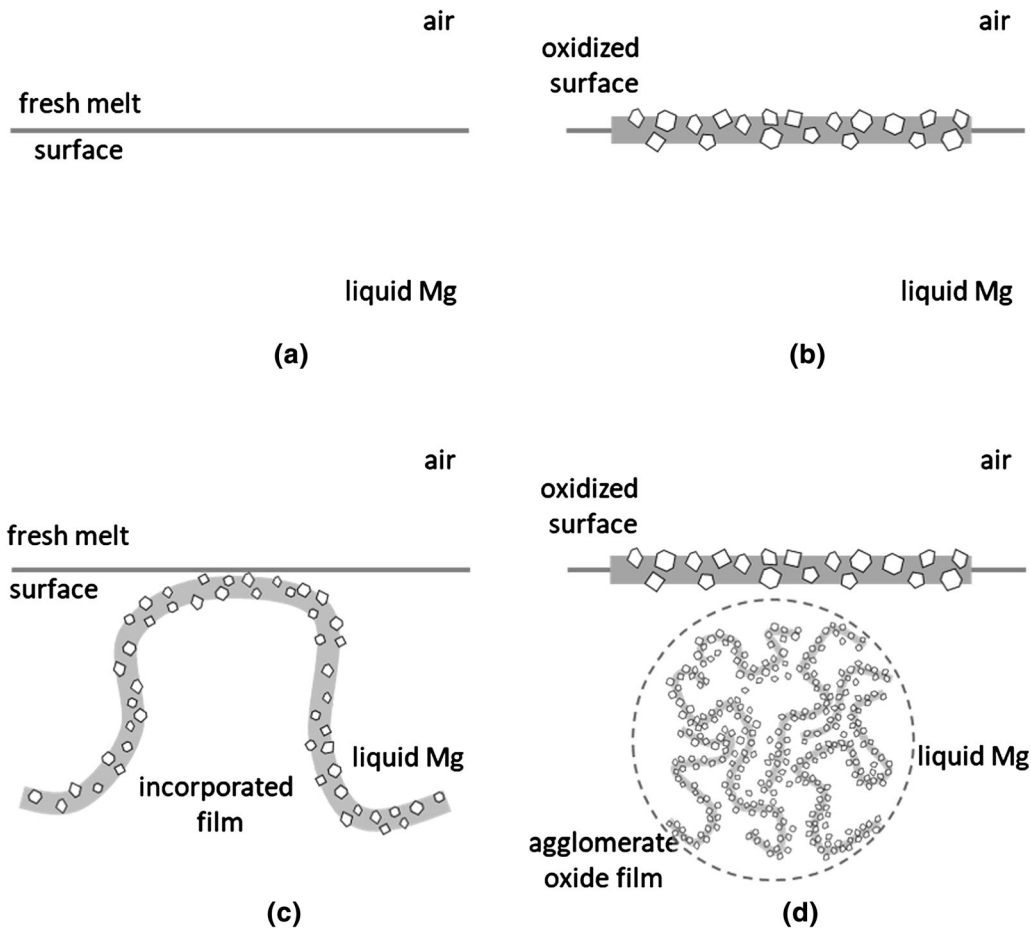 air
fresh melt
surface
liquid Mg
(a)
air
oxidized
surface
liquid Mg
(b)
air
fresh melt
surface
liquid Mg
incorporated
film
(c)
air
oxidized
surface
liquid Mg
agglomerate
oxide film
(d)